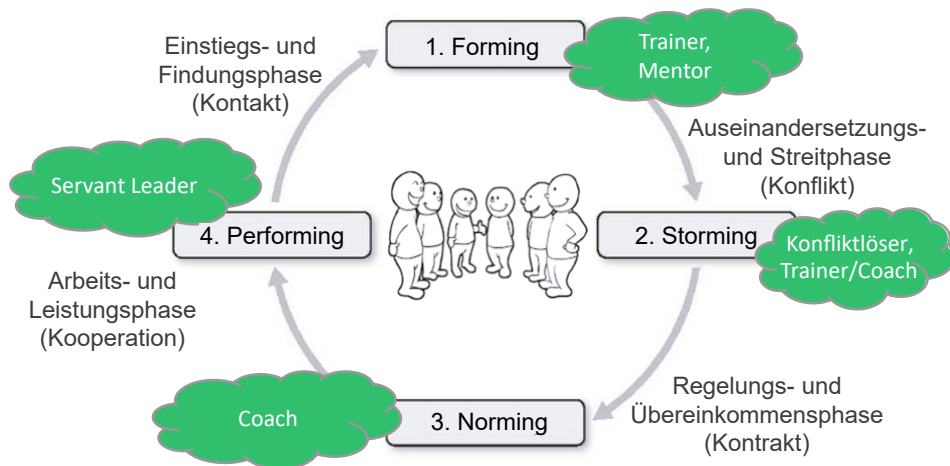 Einstiegs- und
Findungsphase
(Kontakt)
1. Forming
Trainer,
Mentor
Auseinandersetzungs-
und Streitphase
(Konflikt)
Servant Leader
4. Performing
2. Storming
Konfliktlöser,
Trainer/Coach
Arbeits- und
Leistungsphase
(Kooperation)
Coach
3. Norming
Regelungs- und
Übereinkommensphase
(Kontrakt)